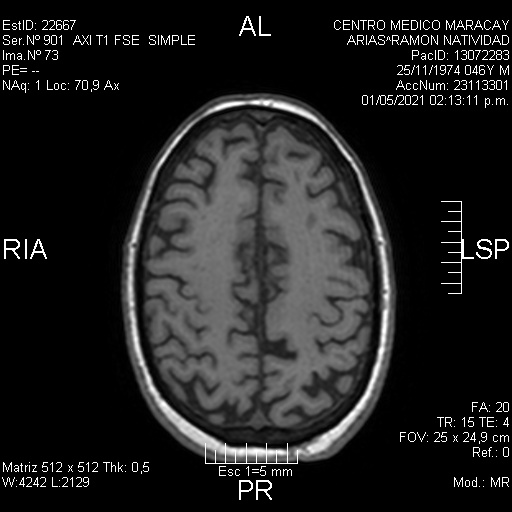 EstID: 22667
Ser.Nº 901 AXI T1 FSE SIMPLE
Ima.Nº 73
PE= --
NAq: 1 Loc: 70,9 Ax
AL
CENTRO MEDICO MARACAY
ARIAS^RAMON NATIVIDAD
PacID: 13072283
25/11/1974 046Y M
AccNum: 23113301
01/05/2021 02:13:11 p.m.
RIA
LSP
FA: 20
TR: 15 TE: 4
FOV: 25 x 24,9 cm
Ref.: 0
Matriz 512 x 512 Thk: 0,5
W:4242 L:2129
Esc 1=5 mm
PR
Mod.: MR